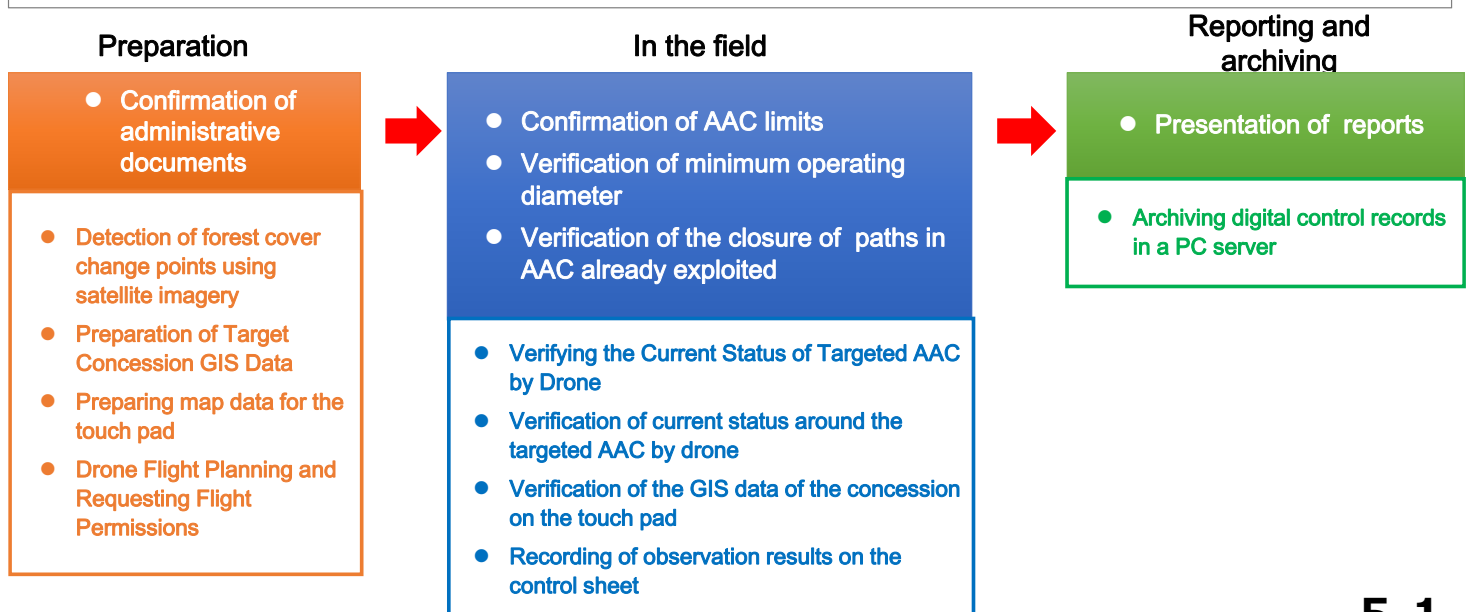 Preparation
● Confirmation of
administrative
documents
● Detection of forest cover
change points using
satellite imagery
● Preparation of Target
Concession GIS Data
● Preparing map data for the
touch pad
● Drone Flight Planning and
Requesting Flight
Permissions
In the field
● Confirmation of AAC limits
● Verification of minimum operating
diameter
● Verification of the closure of paths in
AAC already exploited
● Verifying the Current Status of Targeted AAC
by Drone
● Verification of current status around the
targeted AAC by drone
● Verification of the GIS data of the concession
on the touch pad
● Recording of observation results on the
control sheet
Reporting and
archiving
● Presentation of reports
● Archiving digital control records
in a PC server